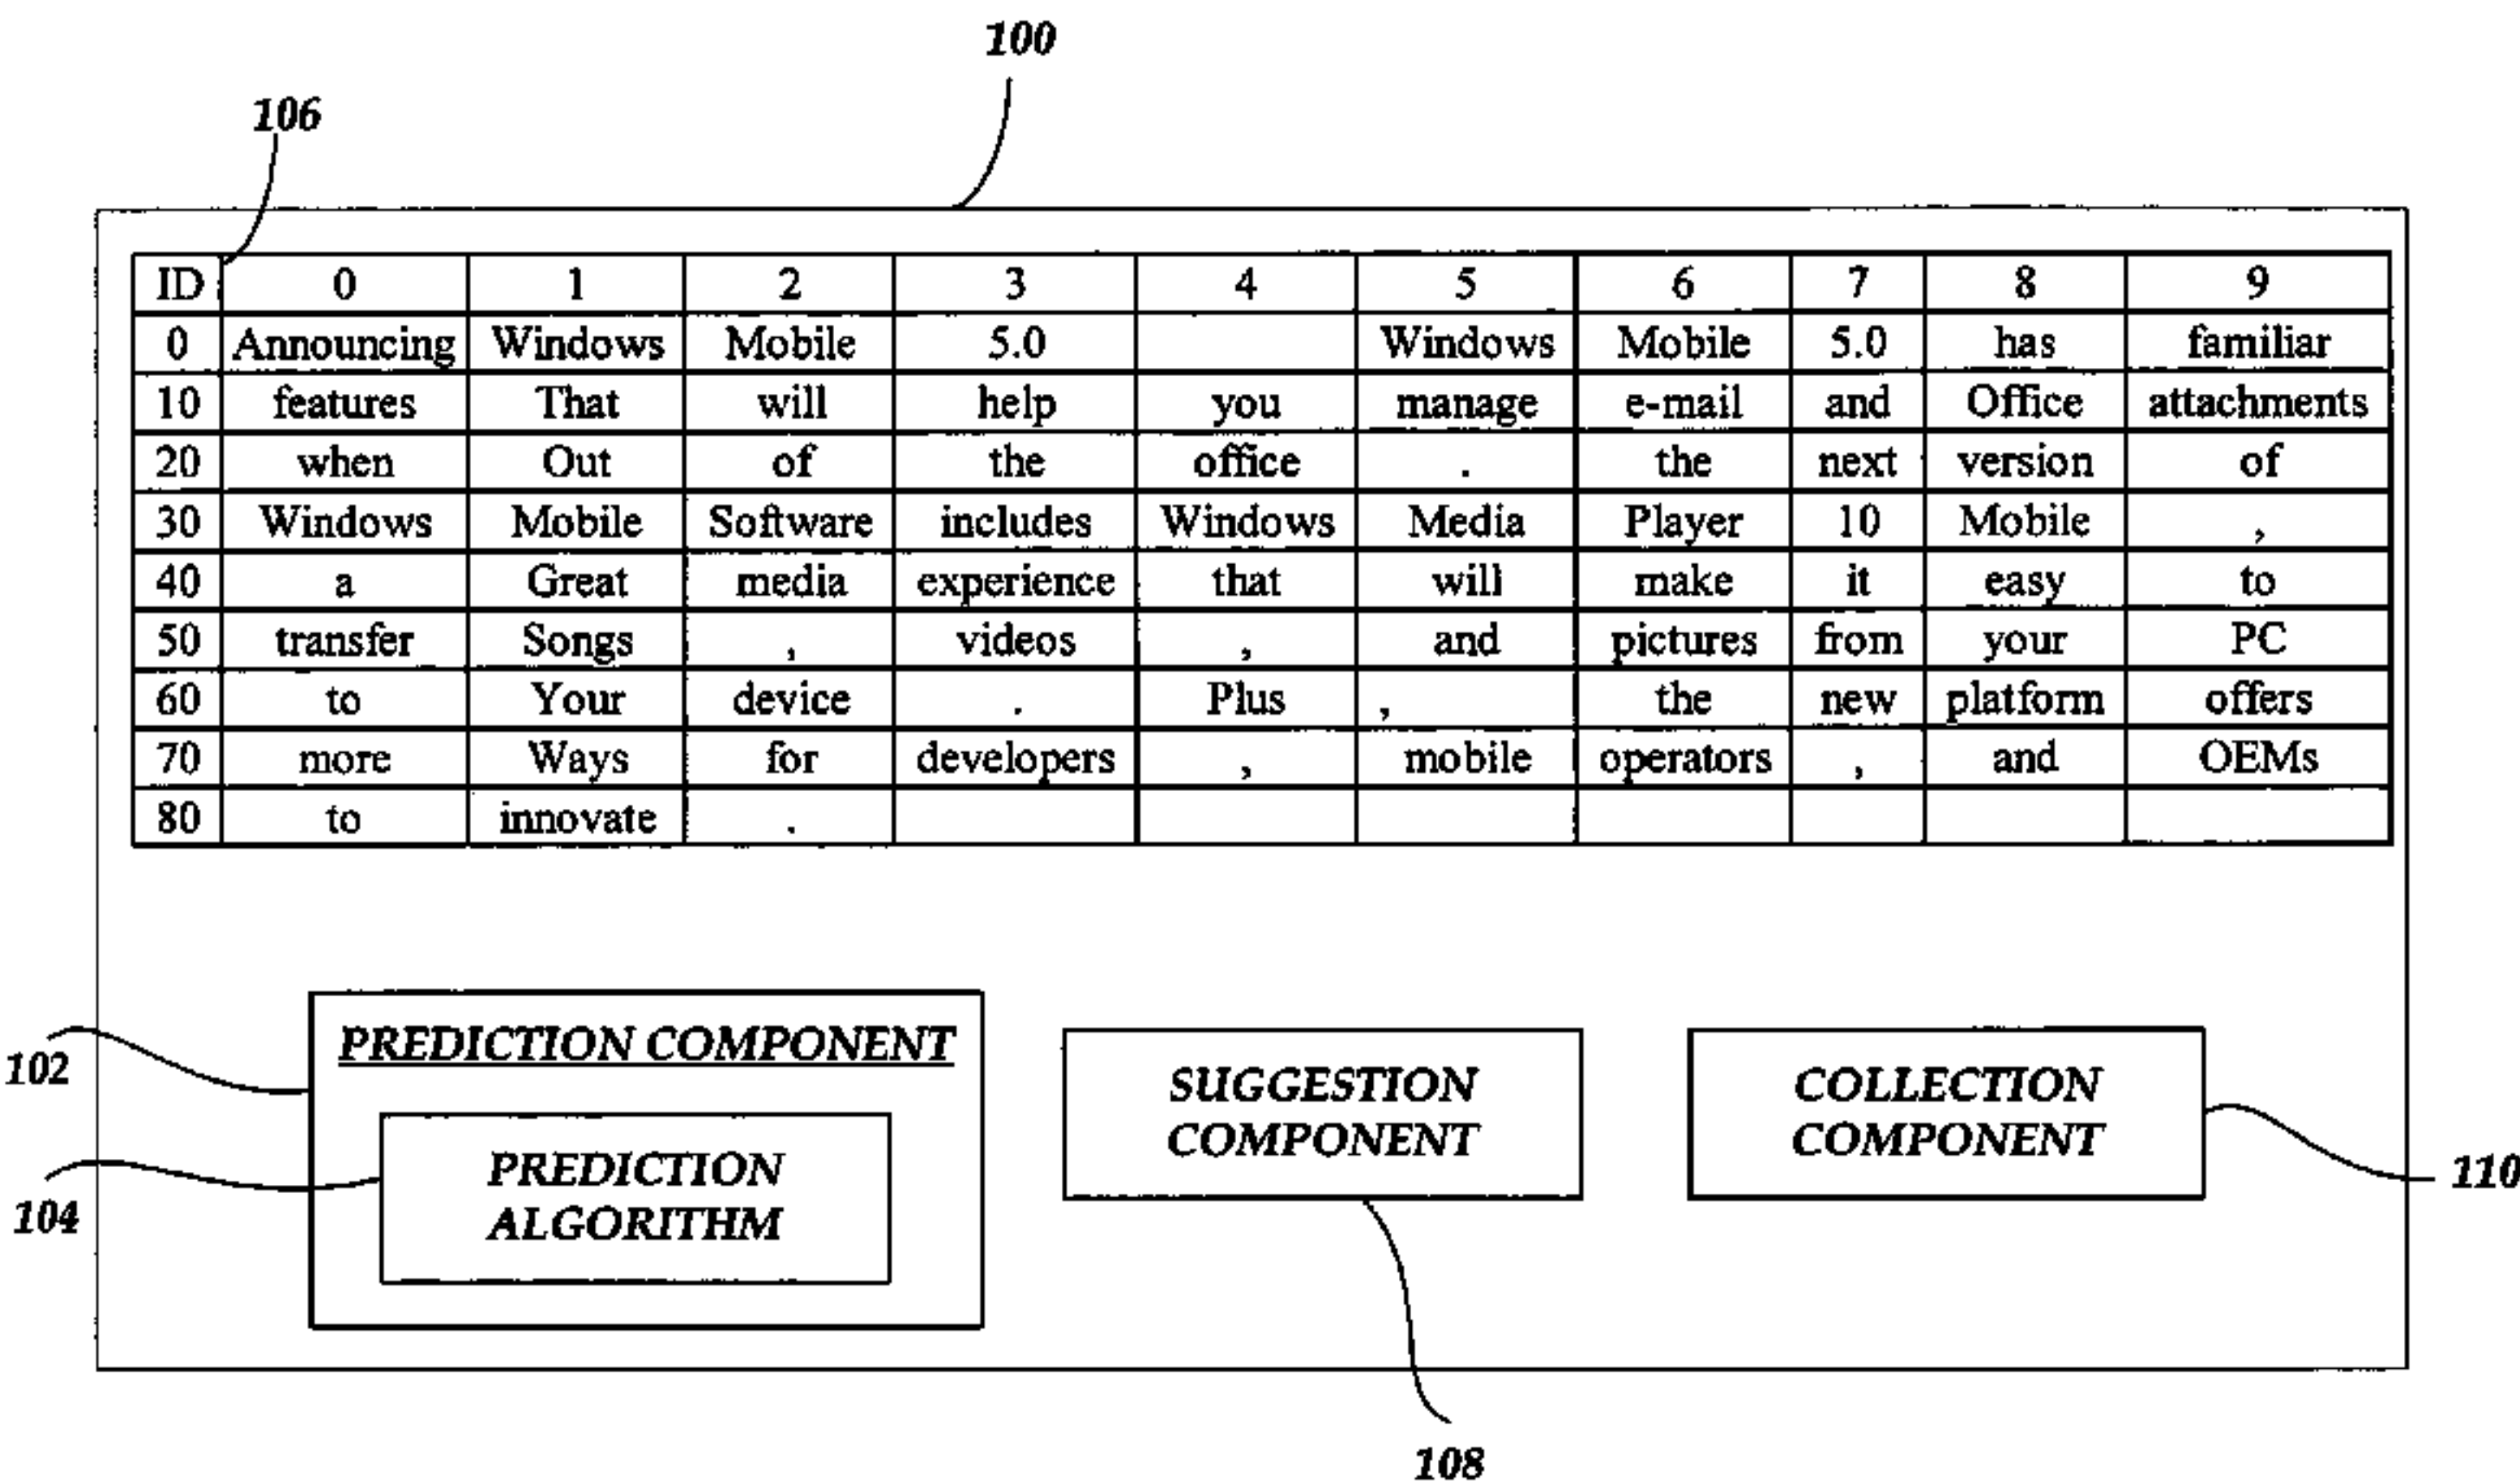 100
106
ID 0 1 2 3 4 5 6 7 8 9
0 Announcing Windows Mobile 5.0 Windows Mobile 5.0 has familiar
10 features That will help you manage e-mail and Office attachments
20 when Out of the office . the next version of
30 Windows Mobile Software includes Windows Media Player 10 Mobile ,
40 a Great media experience that will make it easy to
50 transfer Songs , videos , and pictures from your PC
60 to Your device . Plus , the new platform offers
70 more Ways for developers , mobile operators , and OEMs
80 to innovate .
102
PREDICTION COMPONENT
104
PREDICTION
ALGORITHM
SUGGESTION
COMPONENT
108
COLLECTION
COMPONENT
110